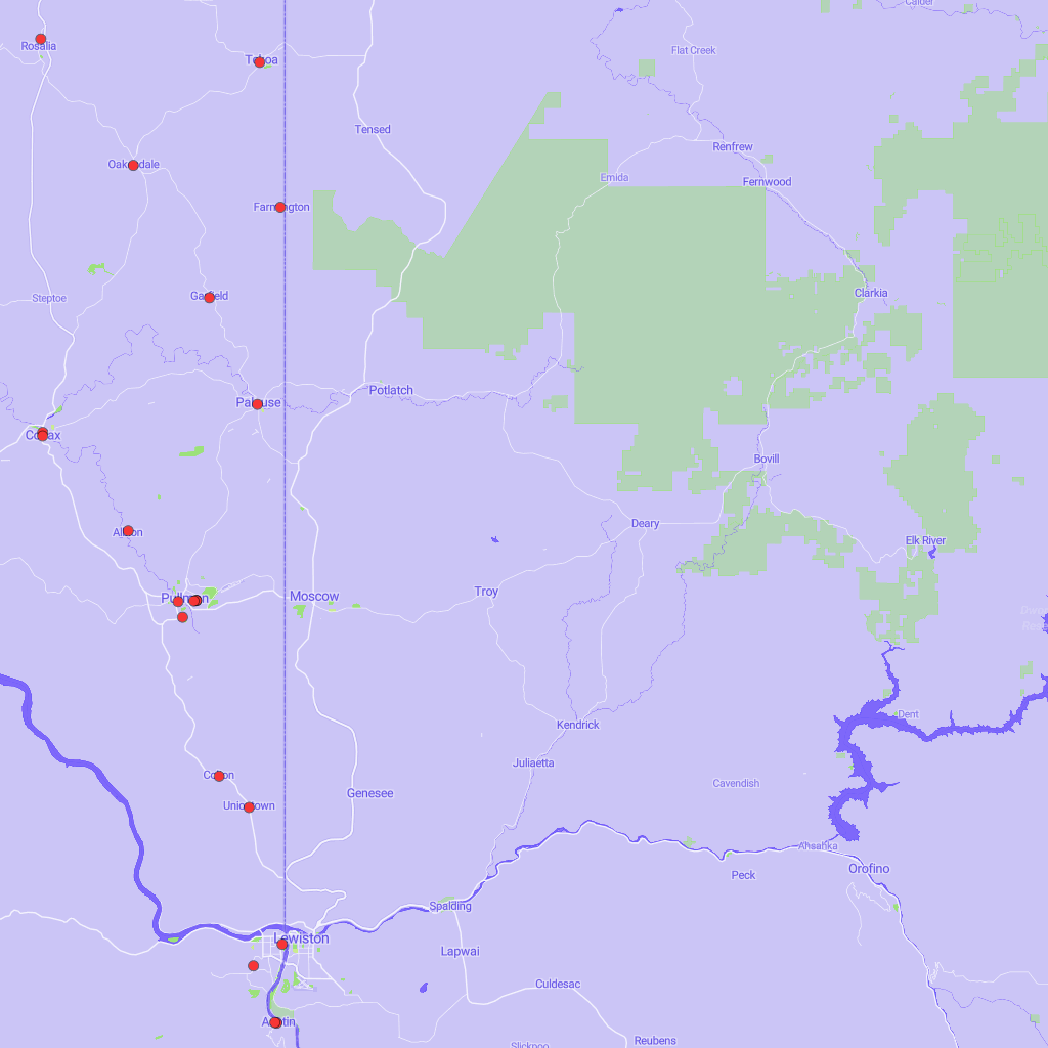 Calder
Rosalia
Flat Creek
Tekoa
Tensed
Renfrew
Oakesdale
Emida
Fernwood
Farmington
Clarkia
Garfield
Steptoe
Potlatch
Palouse
Colfax
Bovill
Deary
Albion
Elk River
Troy
Moscow
Pullman
Dent
Kendrick
Juliaetta
Colton
Cavendish
Genesee
Uniontown
Ahsahka
Orofino
Peck
Spalding
Lewiston
Lapwai
Culdesac
Reubens
Slickpoo